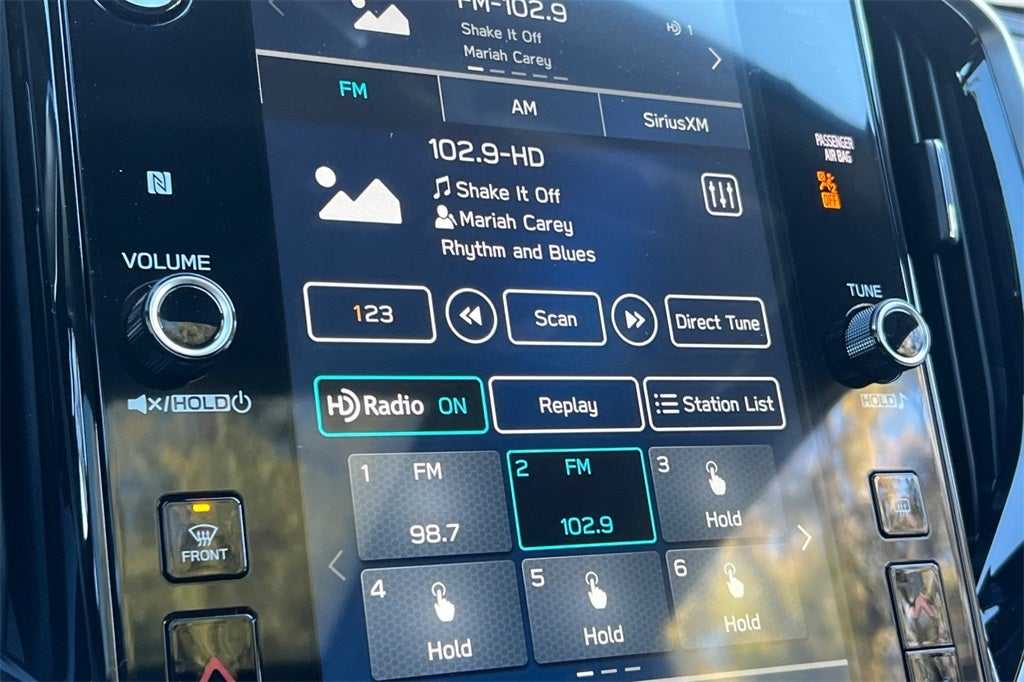 FM-102.9
Shake It Off
Mariah Carey
HD 1
FM
AM
SiriusXM
102.9-HD
Shake It Off
Mariah Carey
Rhythm and Blues
PASSENGER
AIR BAG
OFF
N
VOLUME
TUNE
123
Scan
Direct Tune
/HOLD
HOLD
HD Radio ON
Replay
Station List
1 FM
98.7
2 FM
102.9
3
Hold
FRONT
4
Hold
5
Hold
6
Hold